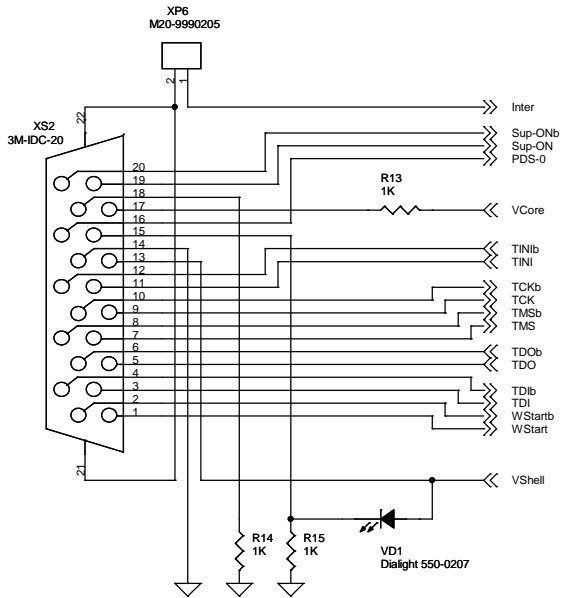 XP6
M20-9990205
2
1
Inter
22
XS2
3M-IDC-20
Sup-ONb
Sup-ON
PDS-0
20
19
18
17
16
15
14
13
12
11
10
9
8
7
6
5
4
3
2
1
R13
1K
VCore
TINIb
TINI
TCKb
TCK
TMSb
TMS
TDOb
TDO
TDIb
TDI
WStartb
WStart
21
VShell
R14
1K
R15
1K
VD1
Dialight 550-0207